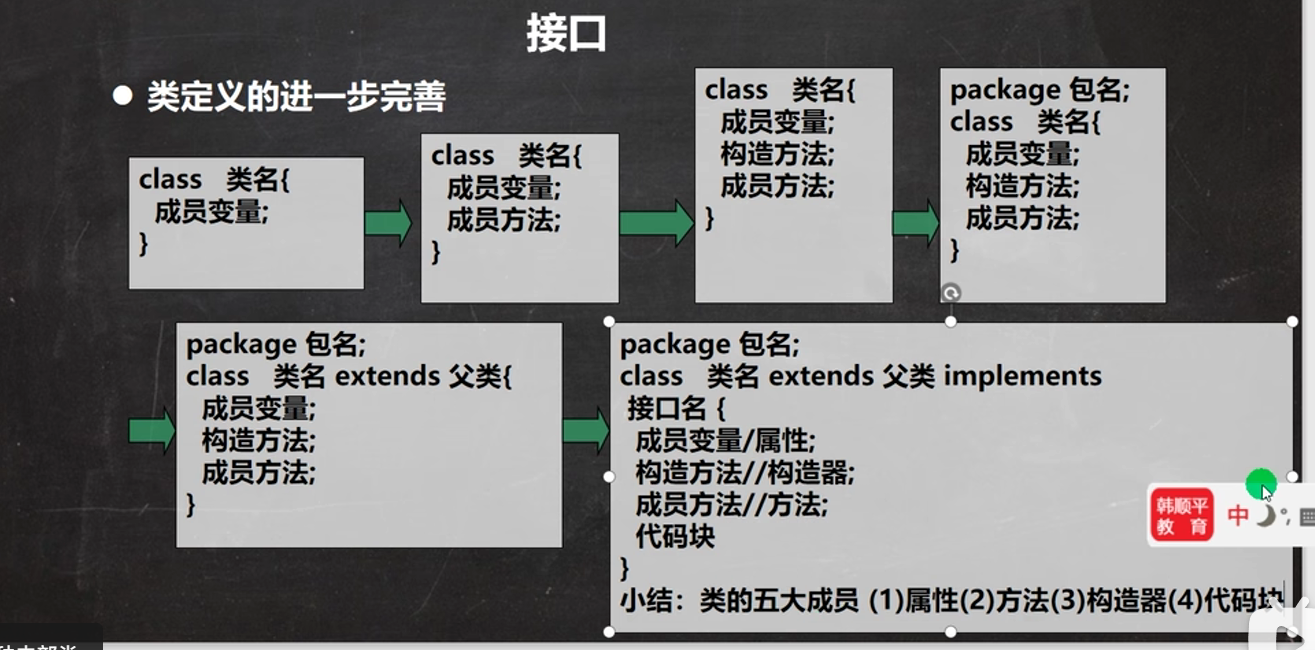 接口
● 类定义的进一步完善
class 类名{
成员变量;
}
class 类名{
成员变量;
成员方法;
}
class 类名{
成员变量;
构造方法;
成员方法;
}
package 包名;
class 类名{
成员变量;
构造方法;
成员方法;
}
package 包名;
class 类名 extends 父类{
成员变量;
构造方法;
成员方法;
}
package 包名;
class 类名 extends 父类 implements
接口名 {
成员变量/属性;
构造方法//构造器;
成员方法//方法;
代码块
}
小结：类的五大成员 (1)属性(2)方法(3)构造器(4)代码块
韩顺平
教 育
中